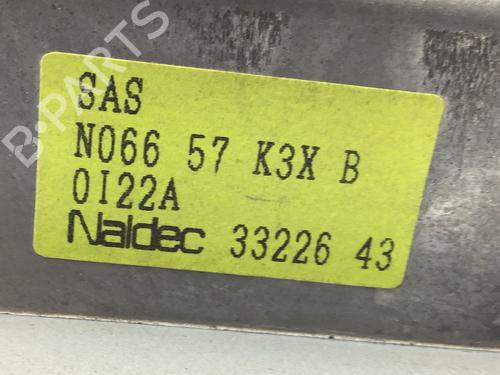 B-PARTS
SAS
N066 57 K3X B
0I22A
Naldec 33226 43